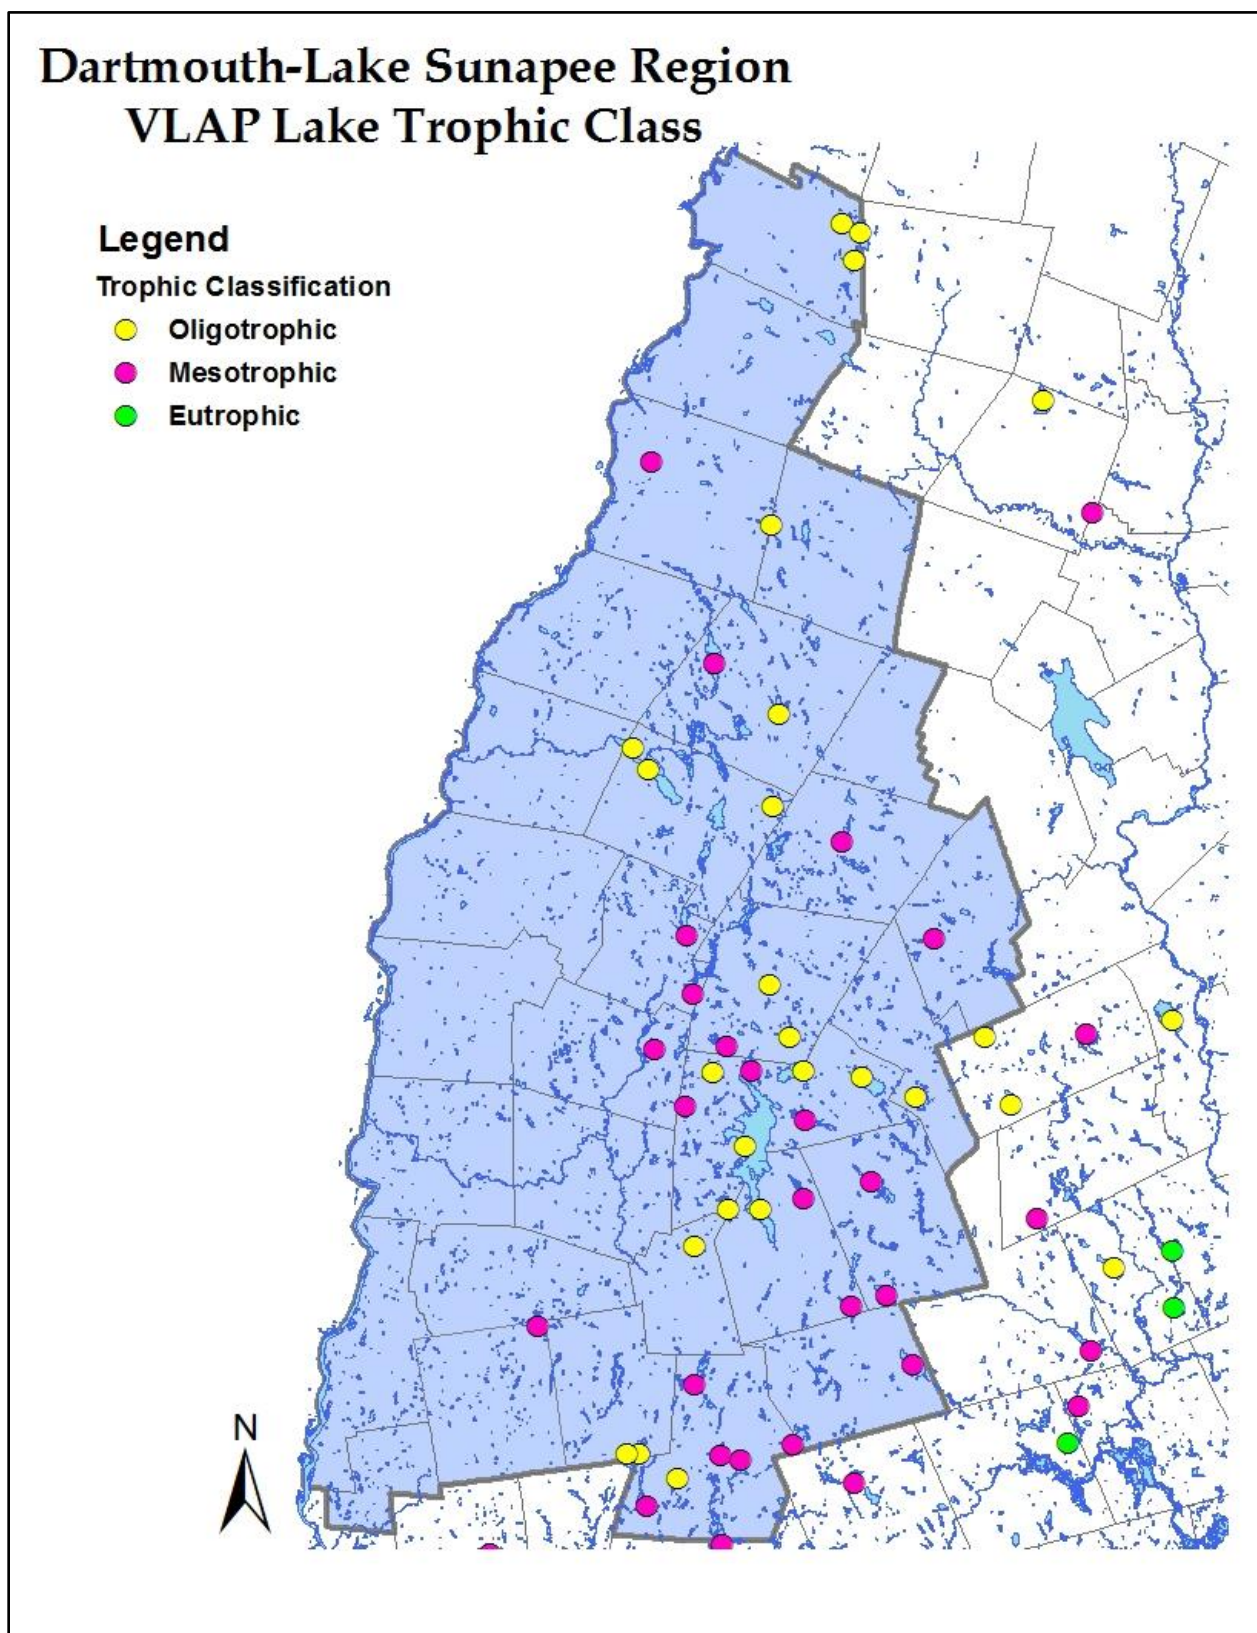 Dartmouth-Lake Sunapee Region
VLAP Lake Trophic Class
Legend
Trophic Classification
Oligotrophic
Mesotrophic
Eutrophic
N